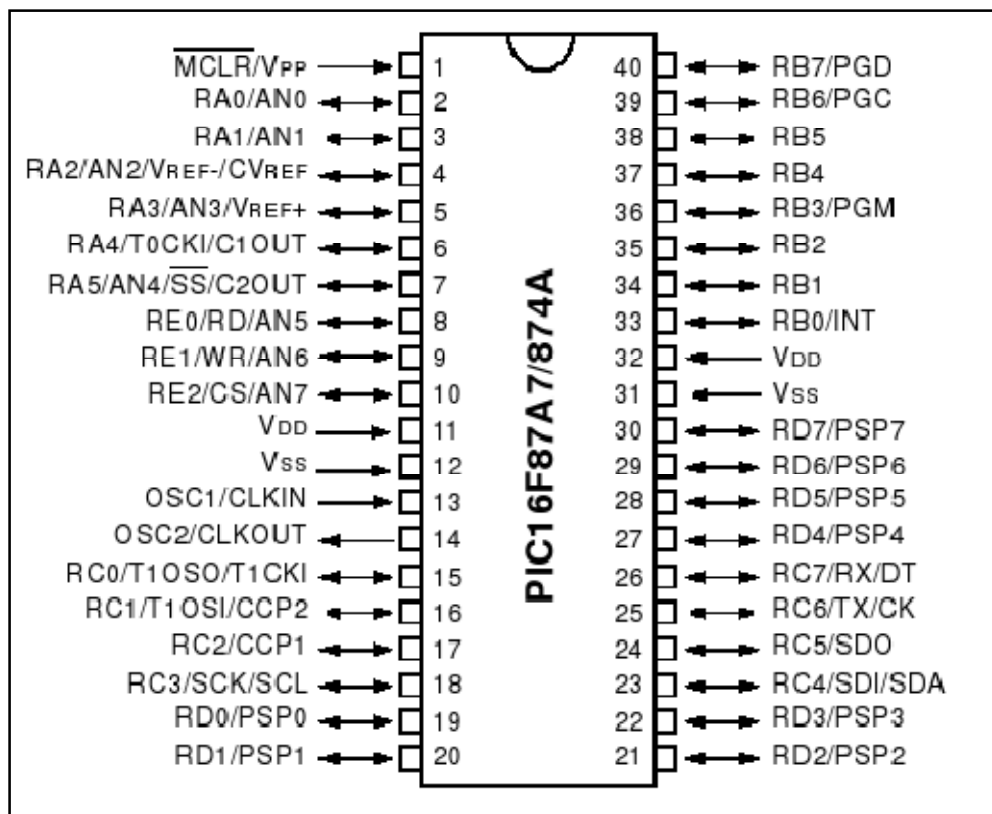 MCLR/VPP 1 40 RB7/PGD
RA0/AN0 2 39 RB6/PGC
RA1/AN1 3 38 RB5
RA2/AN2/VREF-/CVREF 4 37 RB4
RA3/AN3/VREF+ 5 36 RB3/PGM
RA4/T0CKI/C1OUT 6 35 RB2
RA5/AN4/SS/C2OUT 7 34 RB1
RE0/RD/AN5 8 33 RB0/INT
RE1/WR/AN6 9 32 VDD
RE2/CS/AN7 10 31 VSS
VDD 11 30 RD7/PSP7
VSS 12 29 RD6/PSP6
OSC1/CLKIN 13 28 RD5/PSP5
OSC2/CLKOUT 14 27 RD4/PSP4
RC0/T1OSO/T1CKI 15 26 RC7/RX/DT
RC1/T1OSI/CCP2 16 25 RC6/TX/CK
RC2/CCP1 17 24 RC5/SDO
RC3/SCK/SCL 18 23 RC4/SDI/SDA
RD0/PSP0 19 22 RD3/PSP3
RD1/PSP1 20 21 RD2/PSP2
PIC16F87A7/874A